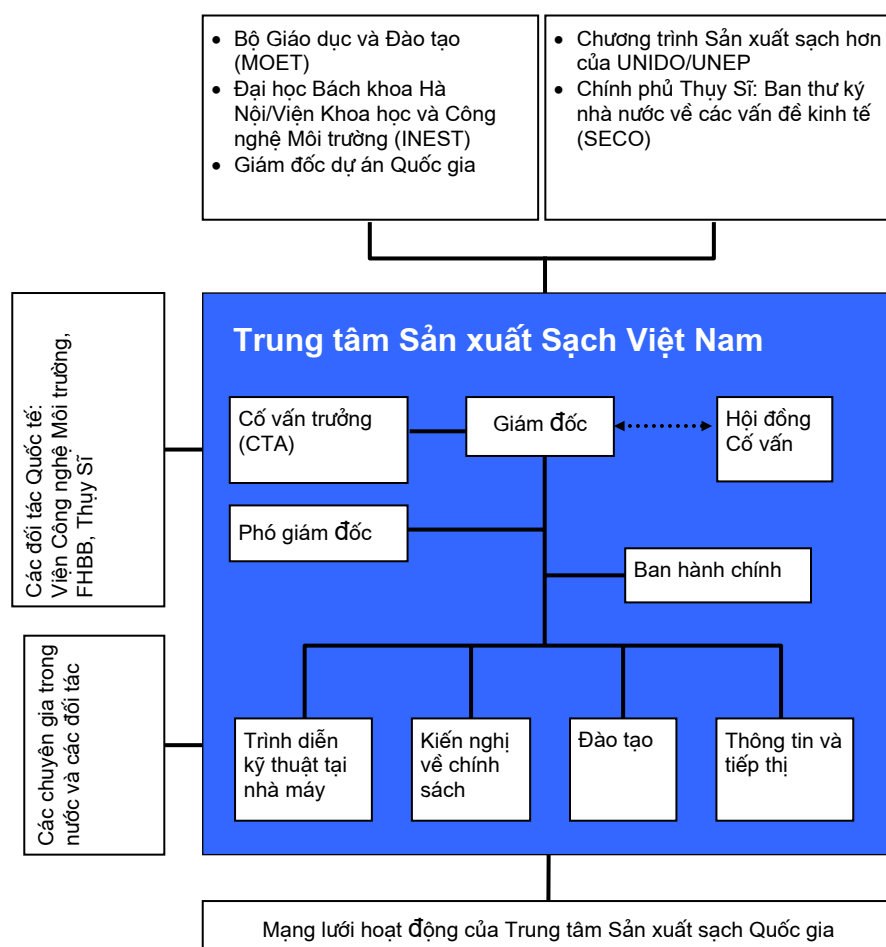 • Bộ Giáo dục và Đào tạo
(MOET)
• Đại học Bách khoa Hà
Nội/Viện Khoa học và Công
nghệ Môi trường (INEST)
• Giám đốc dự án Quốc gia
• Chương trình Sản xuất sạch hơn
của UNIDO/UNEP
• Chính phủ Thụy Sĩ: Ban thư ký
nhà nước về các vấn đề kinh tế
(SECO)
Các đối tác Quốc tế:
Viện Công nghệ Môi trường,
FHBB, Thụy Sĩ
Trung tâm Sản xuất Sạch Việt Nam
Cố vấn trưởng
(CTA)
Giám đốc
Hội đồng
Cố vấn
Phó giám đốc
Ban hành chính
Các chuyên gia trong
nước và các đối tác
Trình diễn
kỹ thuật tại
nhà máy
Kiến nghị
về chính
sách
Đào tạo
Thông tin và
tiếp thị
Mạng lưới hoạt động của Trung tâm Sản xuất sạch Quốc gia